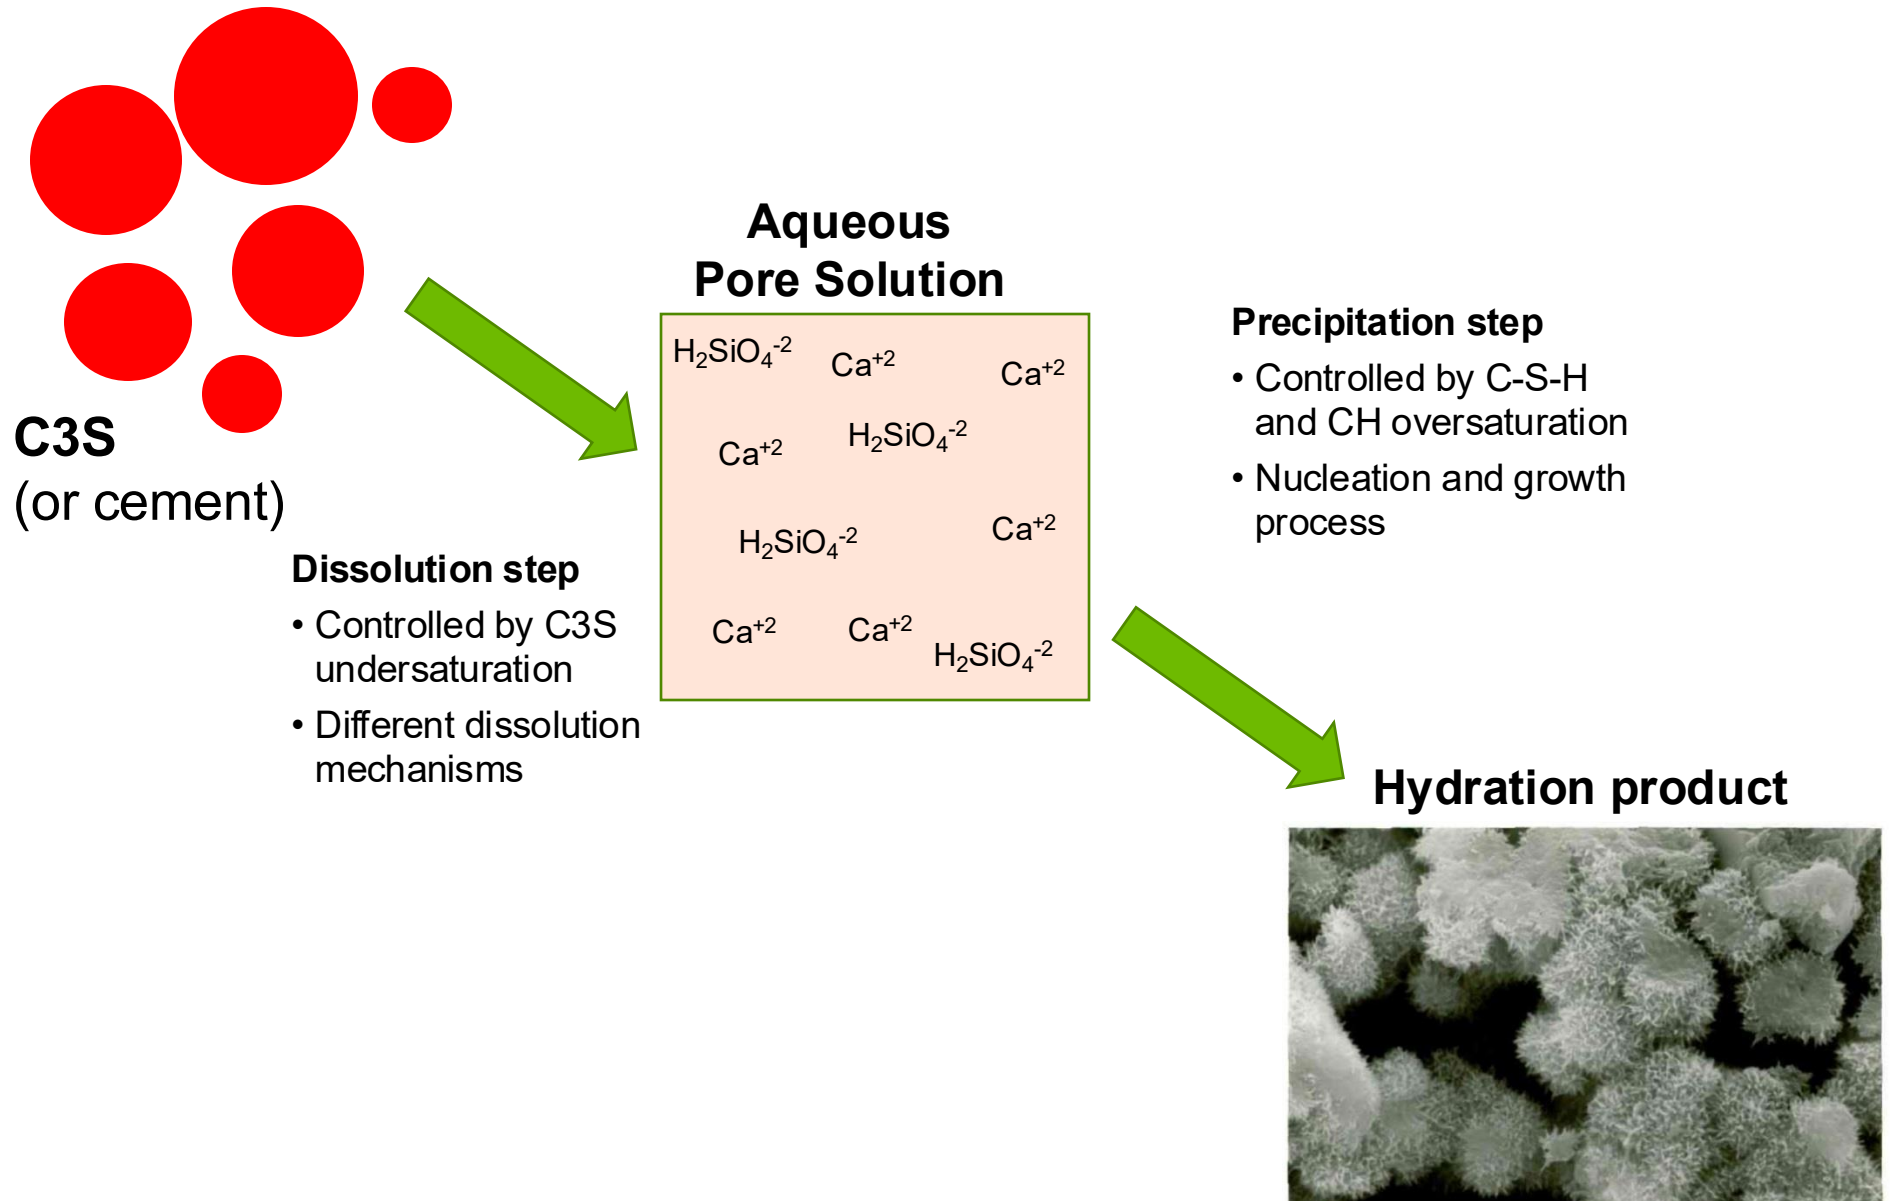 C3S
(or cement)
Dissolution step
• Controlled by C3S
undersaturation
• Different dissolution
mechanisms
Aqueous
Pore Solution
H₂SiO₄⁻² Ca⁺² Ca⁺²
Ca⁺² H₂SiO₄⁻²
H₂SiO₄⁻² Ca⁺²
Ca⁺² Ca⁺² H₂SiO₄⁻²
Precipitation step
• Controlled by C-S-H
and CH oversaturation
• Nucleation and growth
process
Hydration product